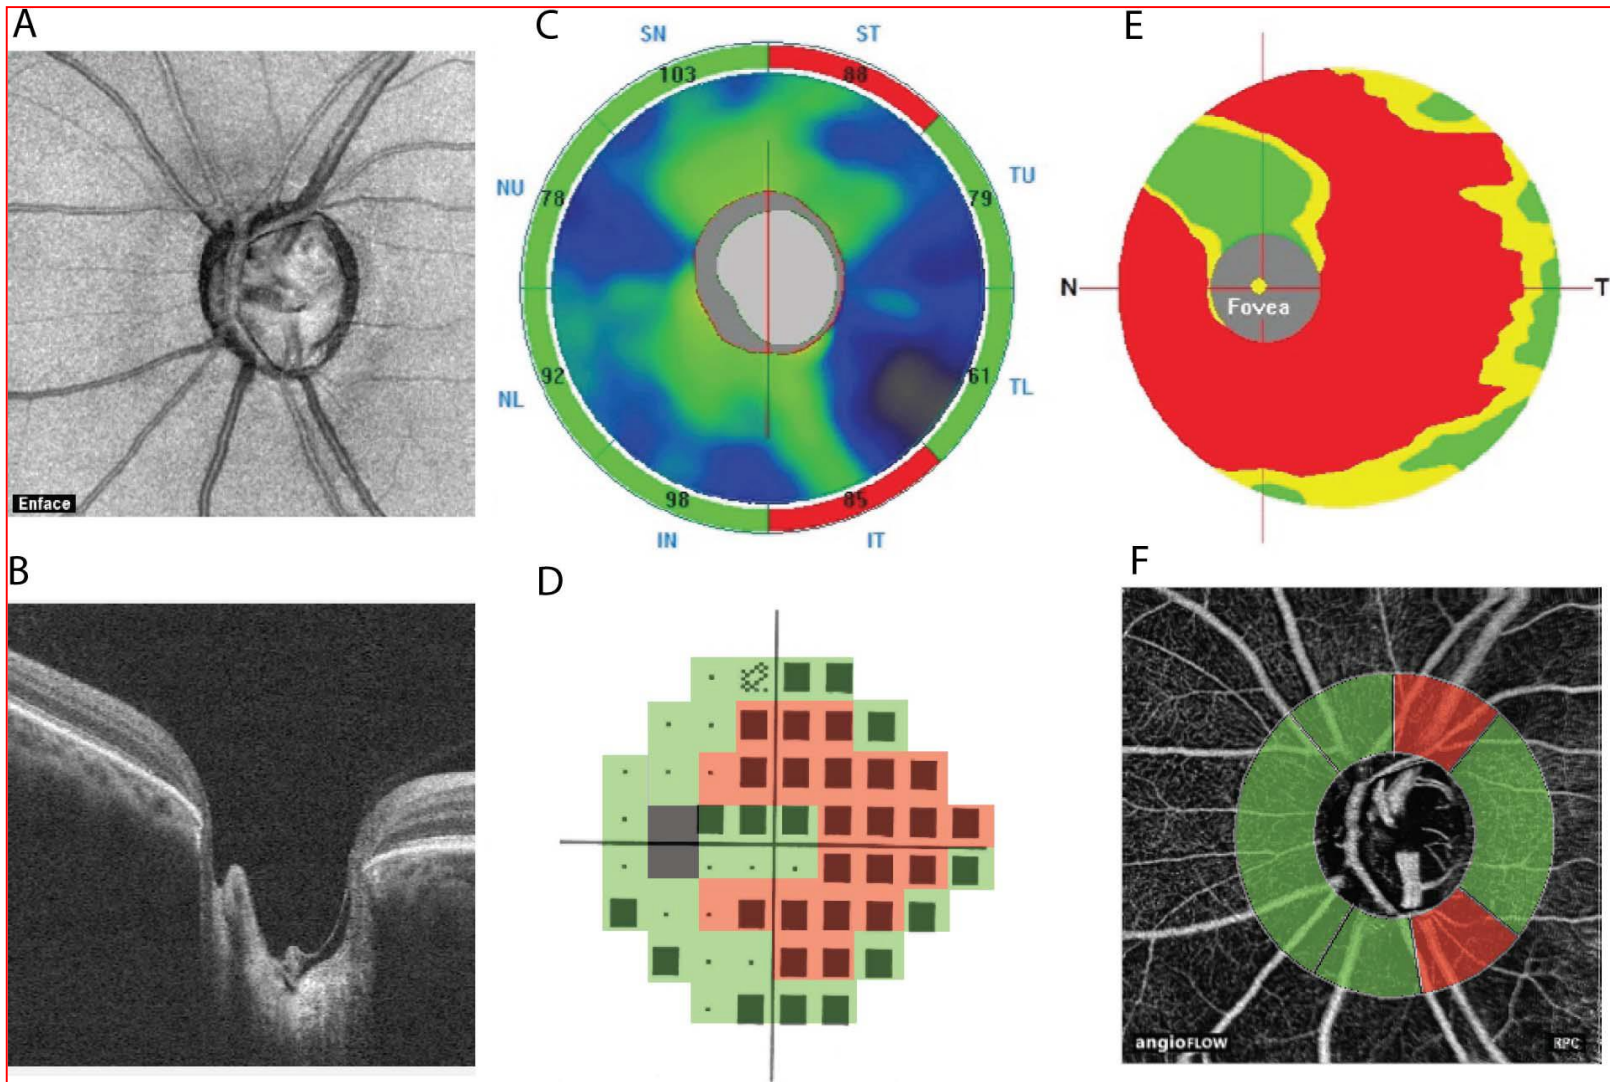 A
Enface
B
C
SN
ST
103
88
NU
78
TU
79
NL
92
TL
61
98
85
IN
IT
D
E
N
T
Fovea
F
angioFLOW
RPC